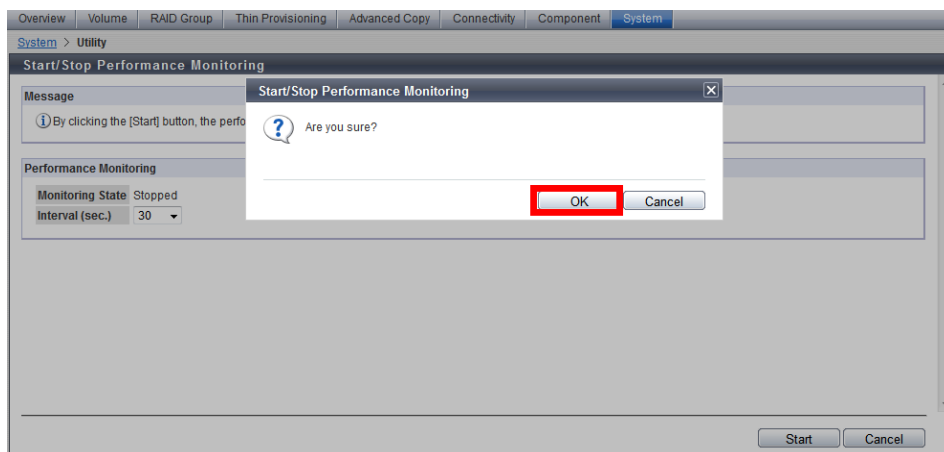 Overview Volume RAID Group Thin Provisioning Advanced Copy Connectivity Component System
System > Utility
Start/Stop Performance Monitoring
Message
By clicking the [Start] button, the perfo
Start/Stop Performance Monitoring
Are you sure?
OK Cancel
Performance Monitoring
Monitoring State Stopped
Interval (sec.) 30
Start Cancel